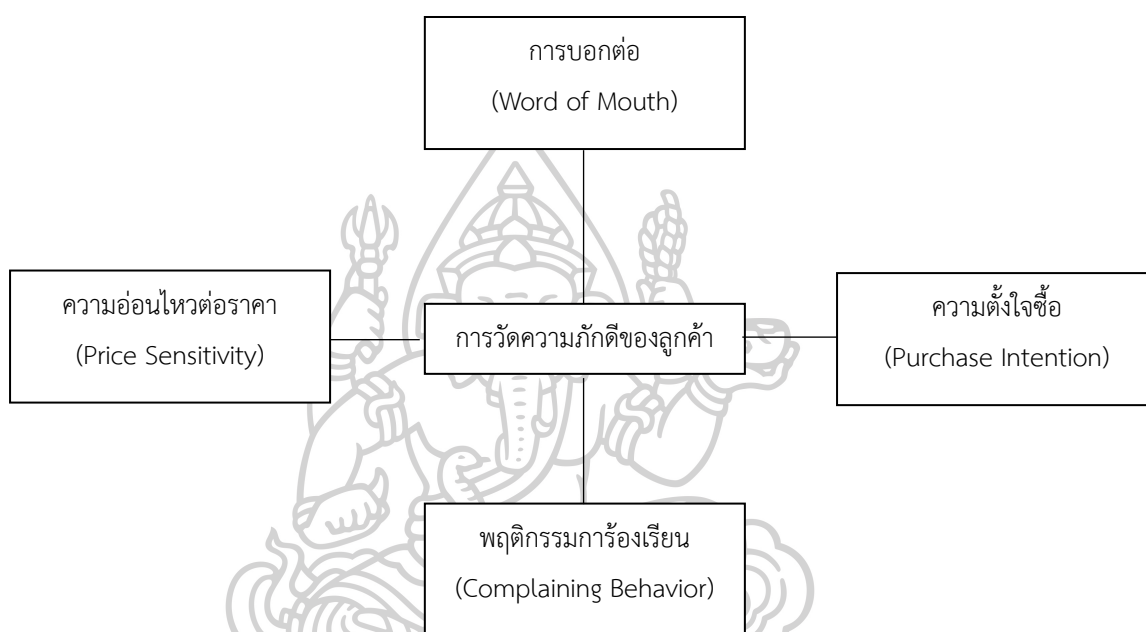 การบอกต่อ
(Word of Mouth)
ความอ่อนไหวต่อราคา
(Price Sensitivity)
การวัดความภักดีของลูกค้า
ความตั้งใจซื้อ
(Purchase Intention)
พฤติกรรมการ้องเรียน
(Complaining Behavior)